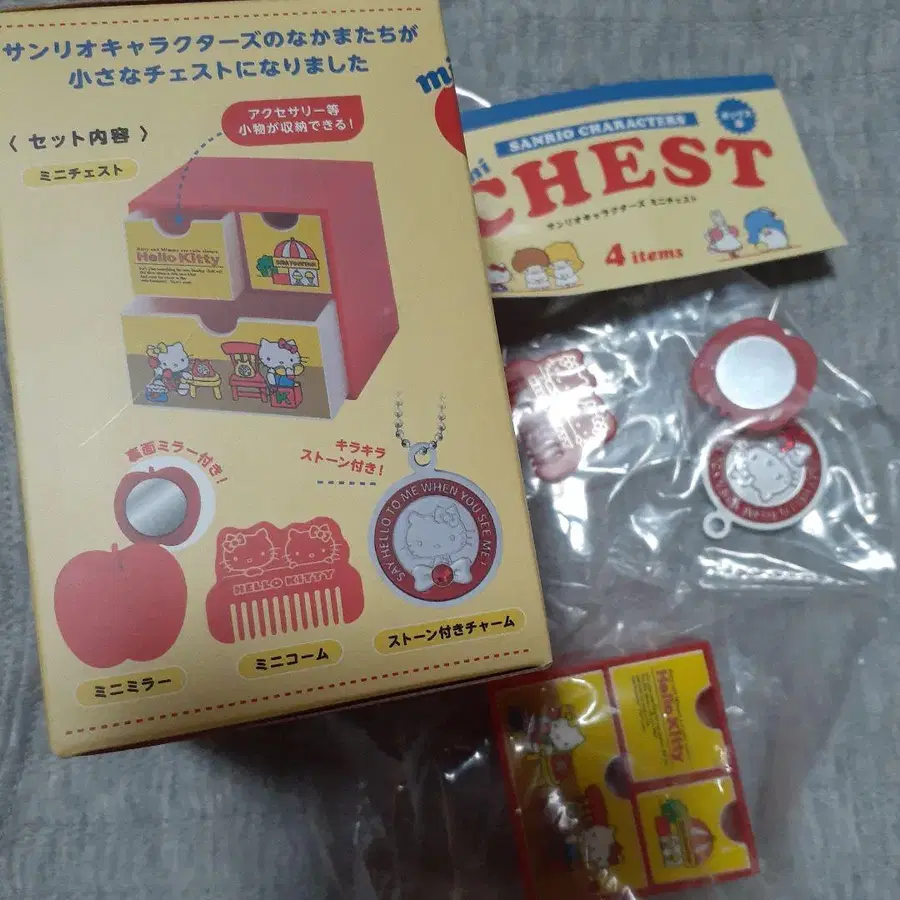 サンリオキャラクターズのなかまたちが
小さなチェストになりました
〈 セット内容 〉
ミニチェスト
アクセサリー等
小物が収納できる!
Hello Kitty
SODA FOUNTAIN
裏面ミラー付き!
キラキラ
ストーン付き!
SAY HELLO TO ME WHEN YOU SEE ME!
HELLO KITTY
ミニミラー
ミニコーム
ストーン付きチャーム
SANRIO CHARACTERS
CHEST
サンリオキャラクターズ ミニチェスト
4 items
Hello Kitty